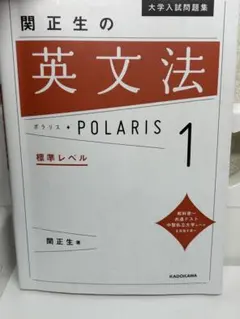 大学入試問題集
関正生の
英文法
ポラリス・POLARIS 1
標準レベル
関正生 著
KADOKAWA